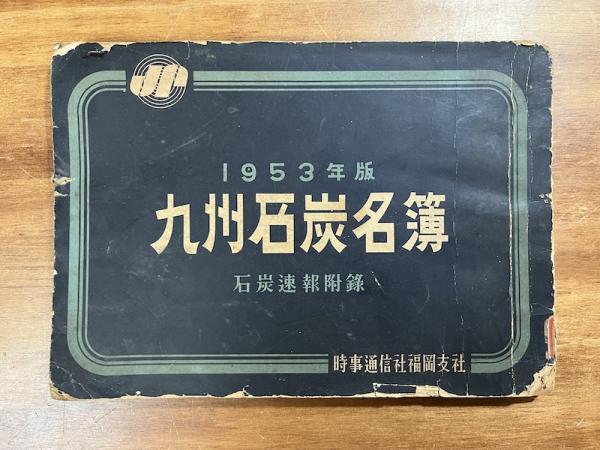 JP
1953年版
九州石炭名簿
石炭速報附錄
時事通信社福岡支社